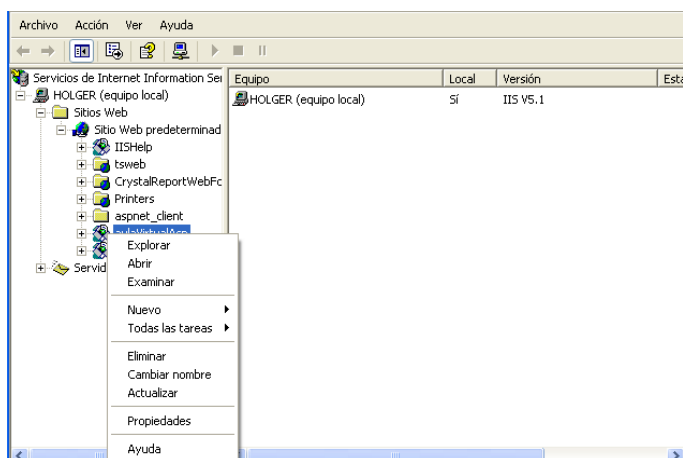 Archivo Acción Ver Ayuda
Servicios de Internet Information Ser
HOLGER (equipo local)
Sitios Web
Sitio Web predeterminad
IISHelp
tsweb
CrystalReportWebFo
Printers
aspnet_client
aulaVirtualAsp
Servid
Equipo Local Versión Esta
HOLGER (equipo local) Sí IIS V5.1
Explorar
Abrir
Examinar
Nuevo
Todas las tareas
Eliminar
Cambiar nombre
Actualizar
Propiedades
Ayuda